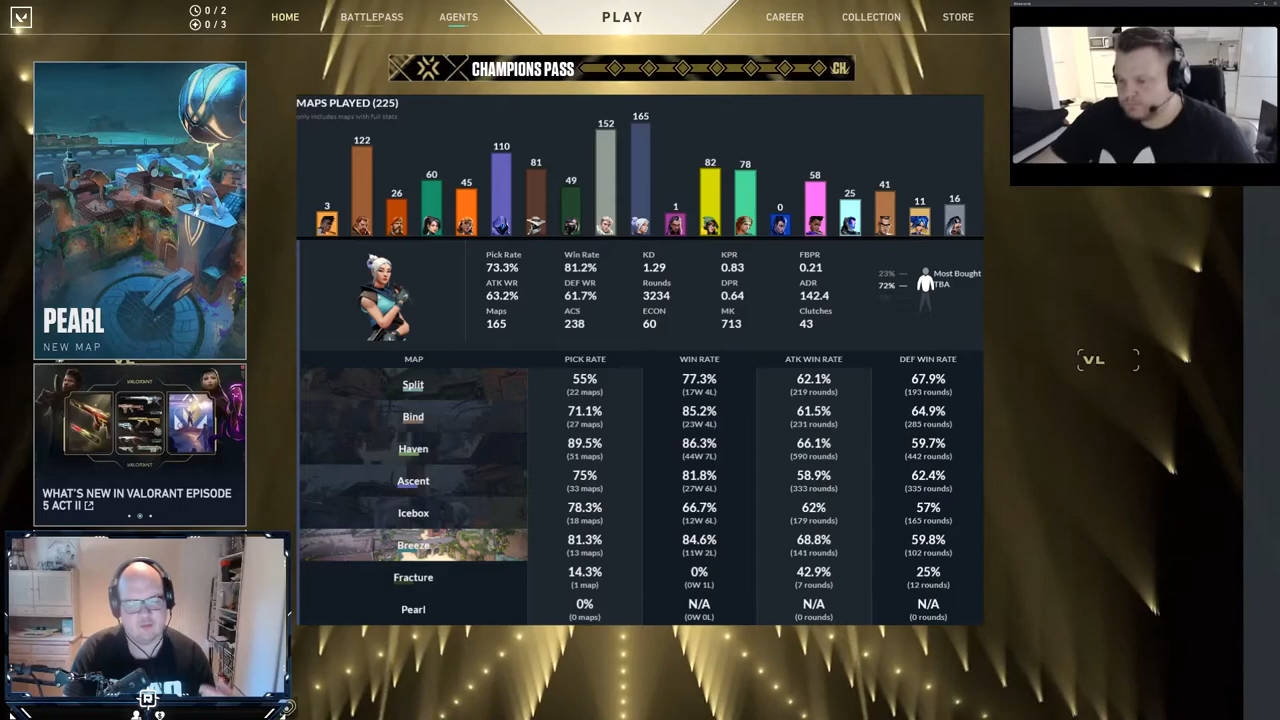 0 / 2
0 / 3
HOME
BATTLEPASS
AGENTS
PLAY
CAREER
COLLECTION
STORE
CHAMPIONS PASS
MAPS PLAYED (225)
only includes maps with full stats
3
122
26
60
45
110
81
49
152
165
1
82
78
0
58
25
41
11
16
Pick Rate Win Rate KD KPR FBPR
73.3% 81.2% 1.29 0.83 0.21
ATK WR DEF WR Rounds DPR ADR
63.2% 61.7% 3234 0.64 142.4
Maps ACS ECON MK Clutches
165 238 60 713 43
23% —
72% —
Most Bought
TBA
MAP PICK RATE WIN RATE ATK WIN RATE DEF WIN RATE
Split 55% 77.3% 62.1% 67.9%
(22 maps) (17W 4L) (219 rounds) (193 rounds)
Bind 71.1% 85.2% 61.5% 64.9%
(27 maps) (23W 4L) (231 rounds) (285 rounds)
Haven 89.5% 86.3% 66.1% 59.7%
(51 maps) (44W 7L) (590 rounds) (442 rounds)
Ascent 75% 81.8% 58.9% 62.4%
(33 maps) (27W 6L) (333 rounds) (335 rounds)
Icebox 78.3% 66.7% 62% 57%
(18 maps) (12W 6L) (179 rounds) (165 rounds)
Breeze 81.3% 84.6% 68.8% 59.8%
(13 maps) (11W 2L) (141 rounds) (102 rounds)
Fracture 14.3% 0% 42.9% 25%
(1 map) (0W 1L) (7 rounds) (12 rounds)
Pearl 0% N/A N/A N/A
(0 maps) (0W 0L) (0 rounds) (0 rounds)
PEARL
NEW MAP
VALORANT
VALORANT
WHAT'S NEW IN VALORANT EPISODE
5 ACT II
VL